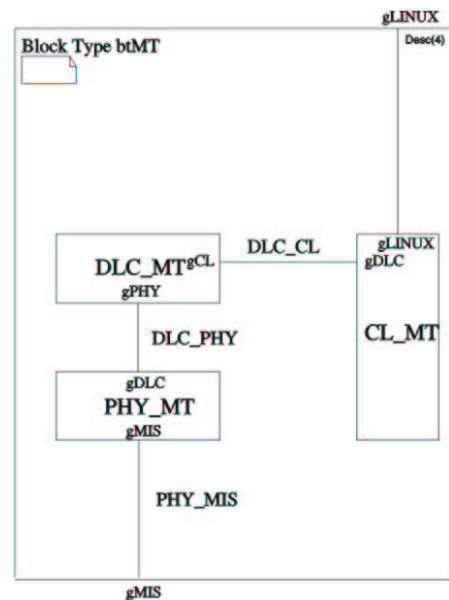 gLINUX
Block Type btMT
Desc(4)
DLC_CL
gLINUX
DLC_MT
gCL
gDLC
gPHY
CL_MT
DLC_PHY
gDLC
PHY_MT
gMIS
PHY_MIS
gMIS